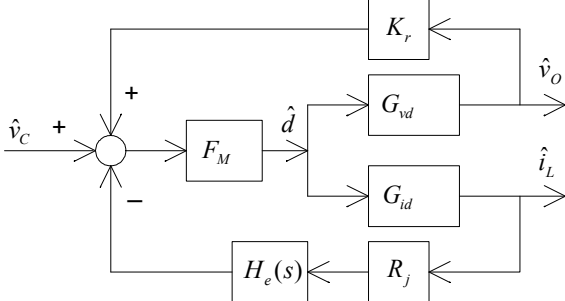 K_r
+
v̂_O
v̂_C + d̂ G_vd
F_M
î_L
− G_id
H_e(s) R_j